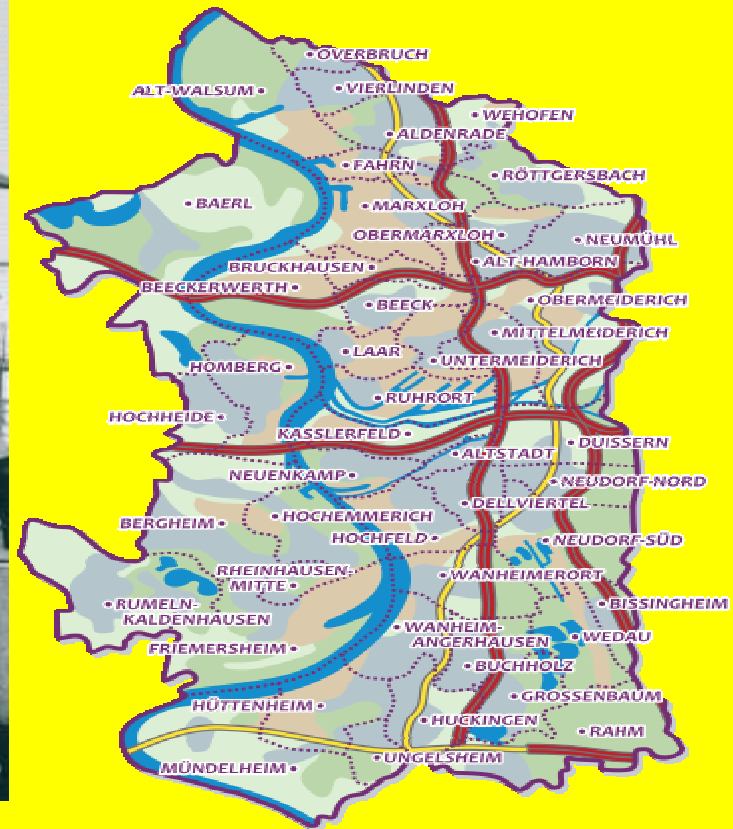 OVERBRUCH
VIERLINDEN
ALT-WALSUM
WEHOFEN
ALDENRADE
FAHRN
RÖTTGERSBACH
BAERL
MARXLOH
OBERMARXLOH
NEUMÜHL
BRUCKHAUSEN
ALT-HAMBORN
BEECKERWERTH
BEECK
OBERMEIDERICH
MITTELMEIDERICH
LAAR
UNTERMEIDERICH
HOMBERG
RUHRORT
HOCHHEIDE
KASSLERFELD
DUISSERN
ALTSTADT
NEUENKAMP
NEUDORF-NORD
DELLVIERTEL
BERGHEIM
HOCHEMMERICH
HOCHFELD
NEUDORF-SÜD
RHEINHAUSEN-
MITTE
WANHEIMERORT
RUMELN-
KALDENHAUSEN
BISSINGHEIM
WANHEIM-
ANGERHAUSEN
WEDAU
FRIEMERSHEIM
BUCHHOLZ
GROSSENBAUM
HÜTTENHEIM
HUCKINGEN
RAHM
UNGELSHEIM
MÜNDELHEIM